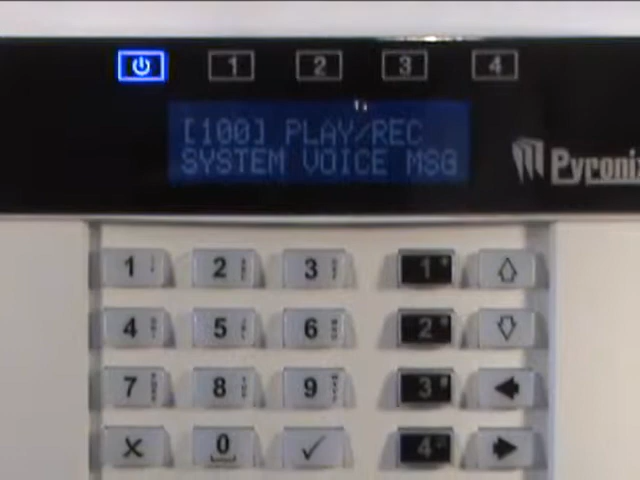 1 2 3 4
[100] PLAY/REC
SYSTEM VOICE MSG
Pyronix
1 2 3 1
4 5 6 2
7 8 9 3
0 4